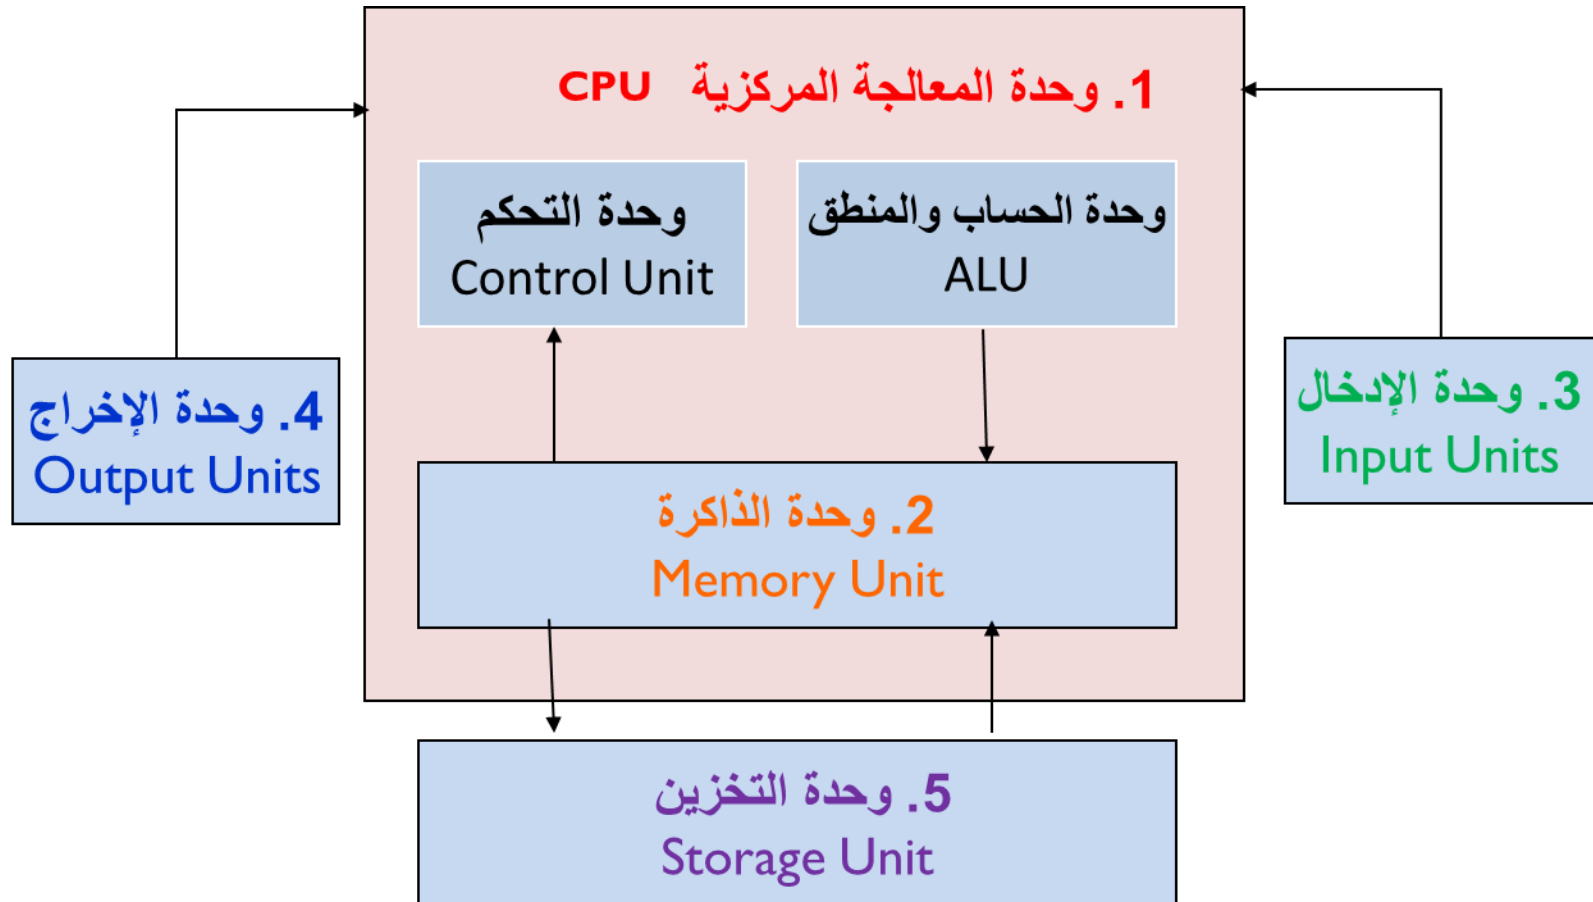 1. وحدة المعالجة المركزية CPU
وحدة الحساب والمنطق
ALU
وحدة التحكم
Control Unit
2. وحدة الذاكرة
Memory Unit
3. وحدة الإدخال
Input Units
4. وحدة الإخراج
Output Units
5. وحدة التخزين
Storage Unit